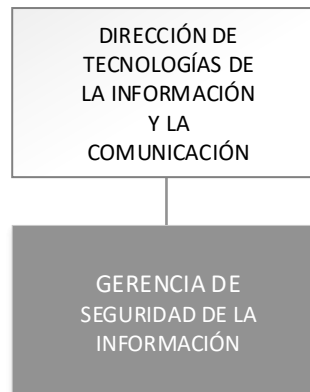 DIRECCIÓN DE
TECNOLOGÍAS DE
LA INFORMACIÓN
Y LA
COMUNICACIÓN
GERENCIA DE
SEGURIDAD DE LA
INFORMACIÓN